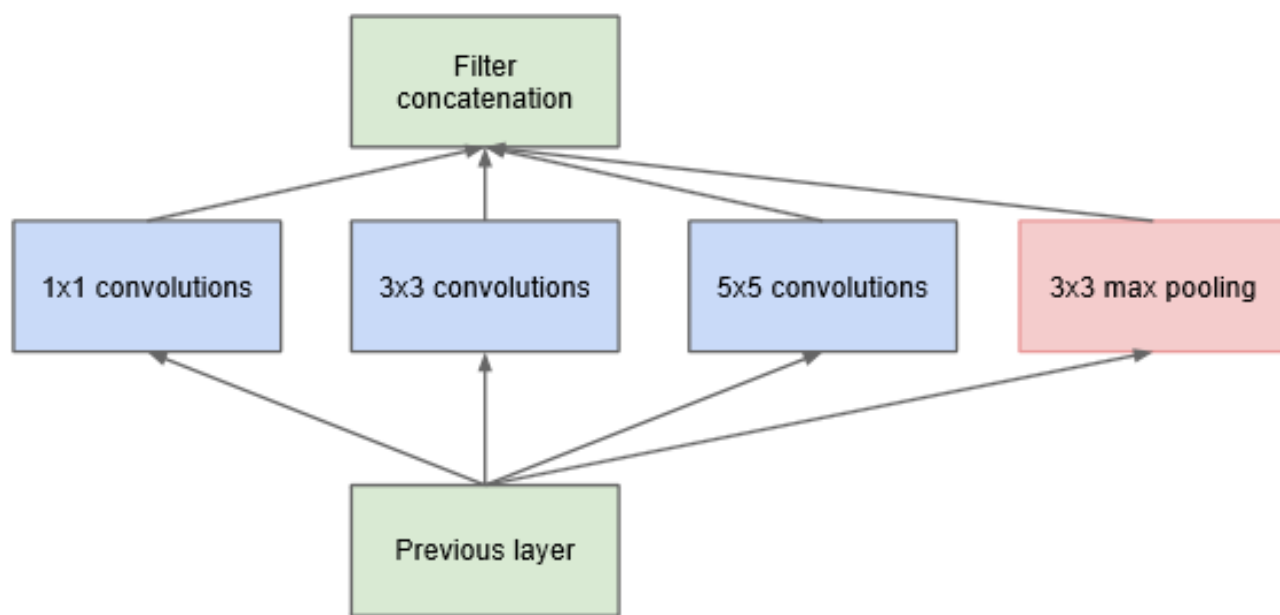 Filter
concatenation
1x1 convolutions
3x3 convolutions
5x5 convolutions
3x3 max pooling
Previous layer